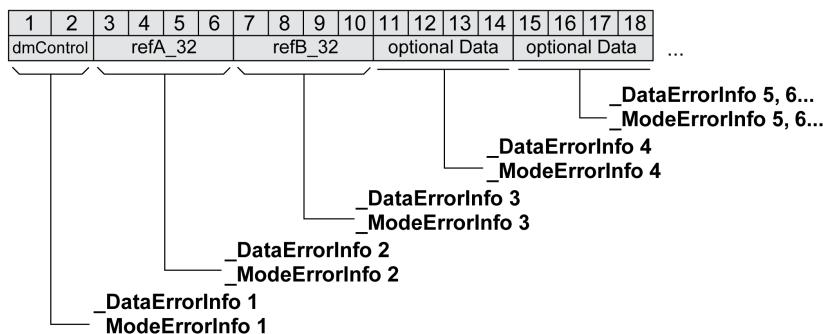 1 2 3 4 5 6 7 8 9 10 11 12 13 14 15 16 17 18
dmControl refA_32 refB_32 optional Data optional Data ...
_DataErrorInfo 5, 6...
_ModeErrorInfo 5, 6...
_DataErrorInfo 4
_ModeErrorInfo 4
_DataErrorInfo 3
_ModeErrorInfo 3
_DataErrorInfo 2
_ModeErrorInfo 2
_DataErrorInfo 1
_ModeErrorInfo 1